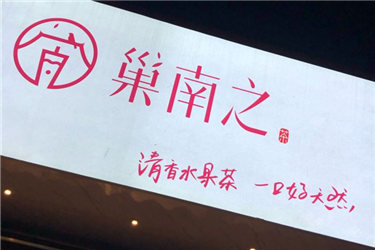 巢南之
茶
清香水果茶 一口好天然